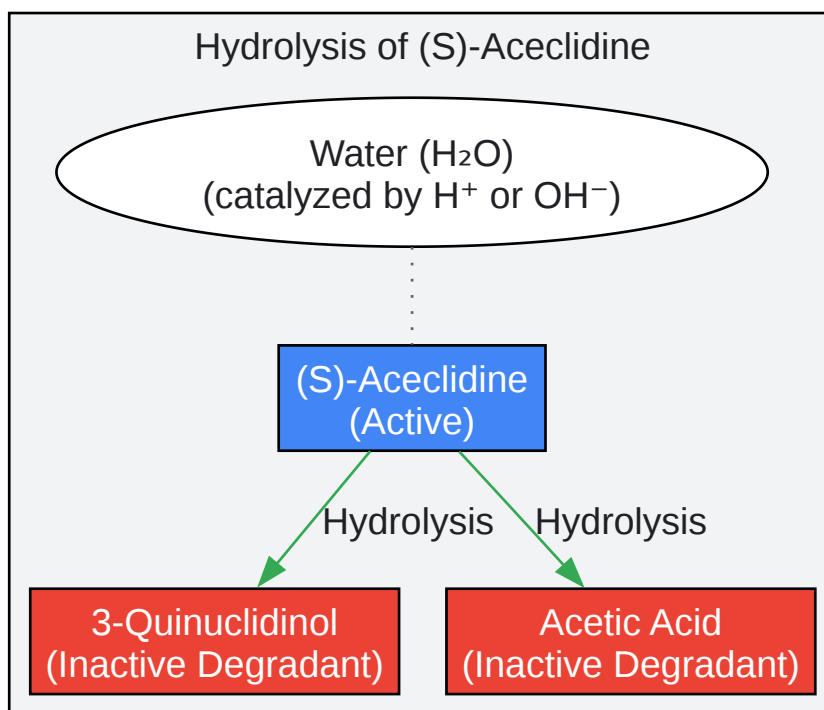 Hydrolysis of (S)-Aceclidine
Water (H₂O)
(catalyzed by H⁺ or OH⁻)
(S)-Aceclidine
(Active)
Hydrolysis
Hydrolysis
3-Quinuclidinol
(Inactive Degradant)
Acetic Acid
(Inactive Degradant)